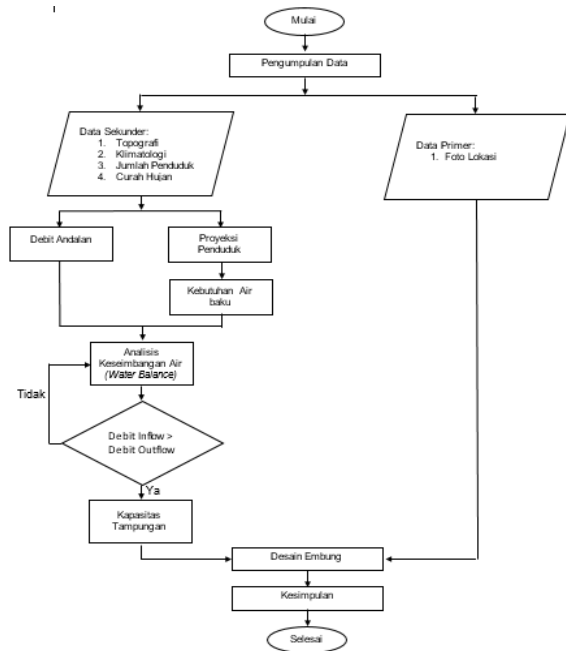 Mulai
Pengumpulan Data
Data Sekunder:
1. Topografi
2. Klimatologi
3. Jumlah Penduduk
4. Curah Hujan
Data Primer:
1. Foto Lokasi
Debit Andalan
Proyeksi
Penduduk
Kebutuhan Air
baku
Analisis
Keseimbangan Air
(Water Balance)
Tidak
Debit Inflow >
Debit Outflow
Ya
Kapasitas
Tampungan
Desain Embung
Kesimpulan
Selesai